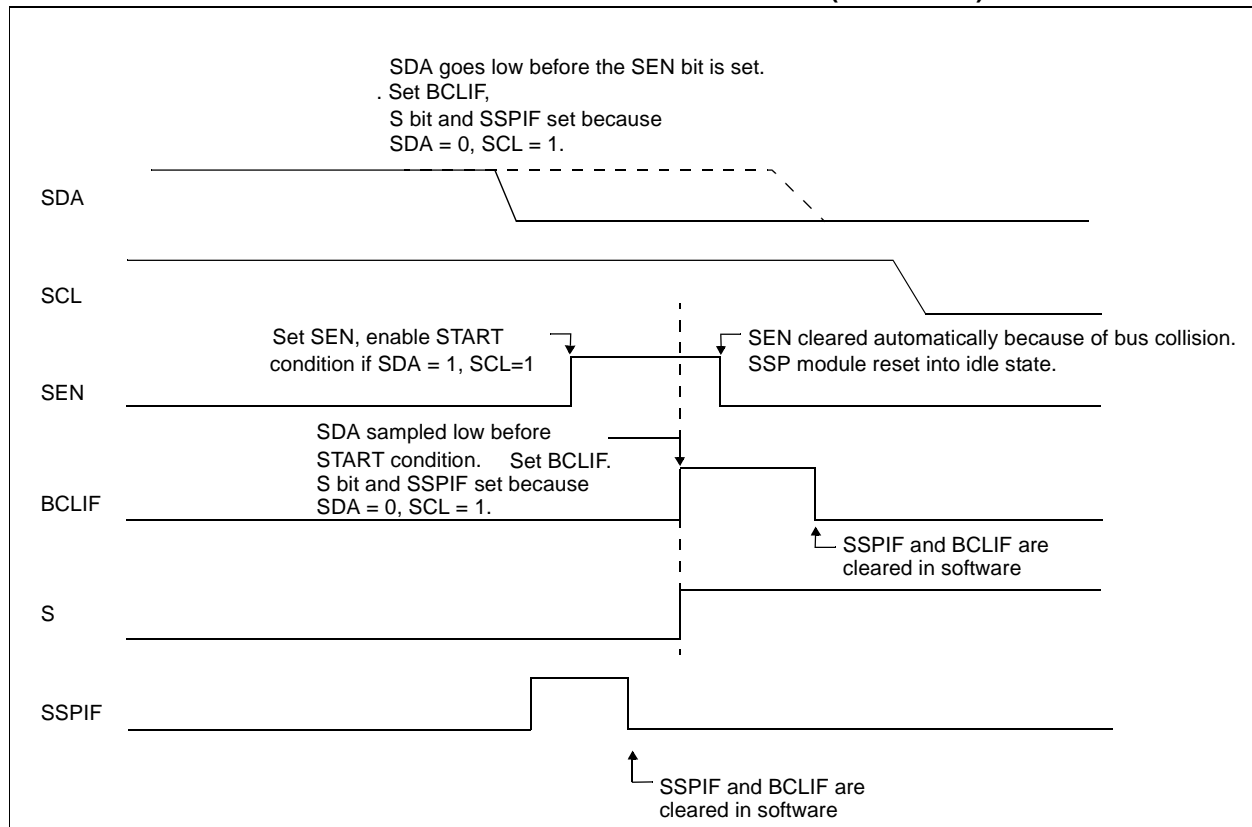 SDA goes low before the SEN bit is set.
. Set BCLIF,
S bit and SSPIF set because
SDA = 0, SCL = 1.
SDA
SCL
Set SEN, enable START
condition if SDA = 1, SCL=1
SEN cleared automatically because of bus collision.
SSP module reset into idle state.
SEN
SDA sampled low before
START condition. Set BCLIF.
S bit and SSPIF set because
SDA = 0, SCL = 1.
BCLIF
SSPIF and BCLIF are
cleared in software
S
SSPIF
SSPIF and BCLIF are
cleared in software